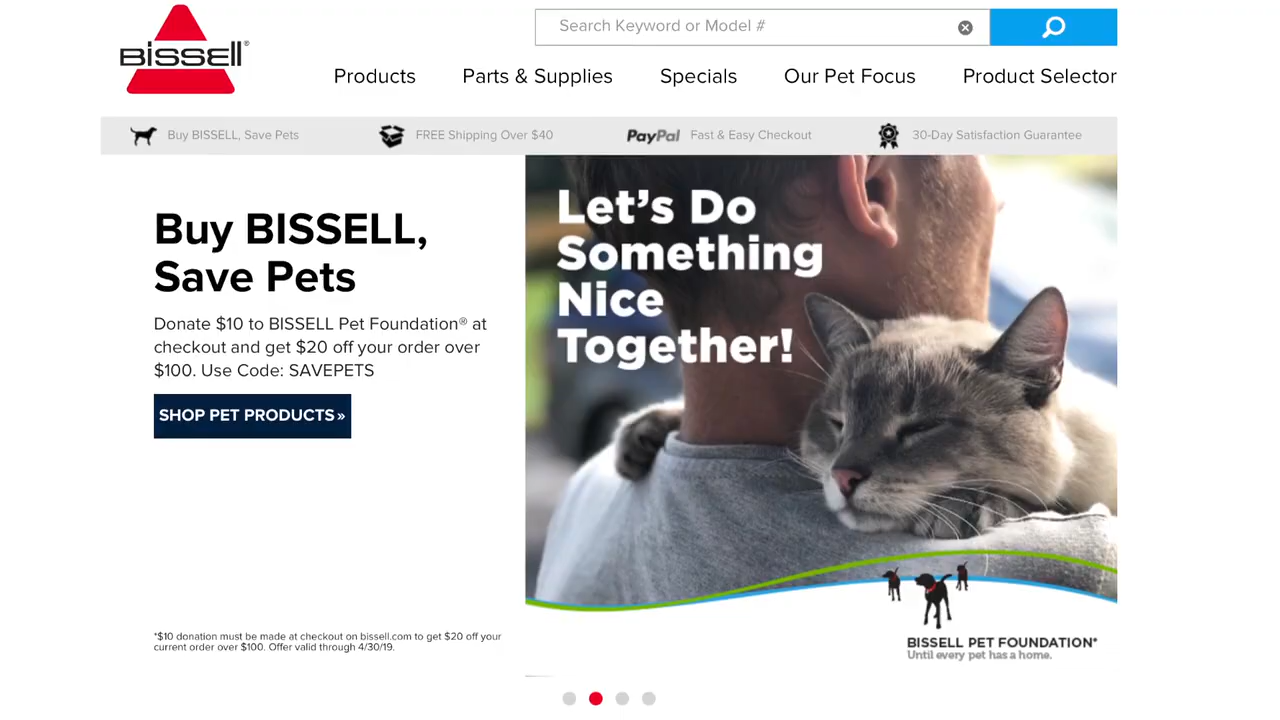 BISSELL®
Search Keyword or Model #
Products
Parts & Supplies
Specials
Our Pet Focus
Product Selector
Buy BISSELL, Save Pets
FREE Shipping Over $40
PayPal
Fast & Easy Checkout
30-Day Satisfaction Guarantee
Buy BISSELL,
Save Pets
Donate $10 to BISSELL Pet Foundation® at
checkout and get $20 off your order over
$100. Use Code: SAVEPETS
SHOP PET PRODUCTS »
*$10 donation must be made at checkout on bissell.com to get $20 off your
current order over $100. Offer valid through 4/30/19.
Let's Do
Something
Nice
Together!
BISSELL PET FOUNDATION®
Until every pet has a home.